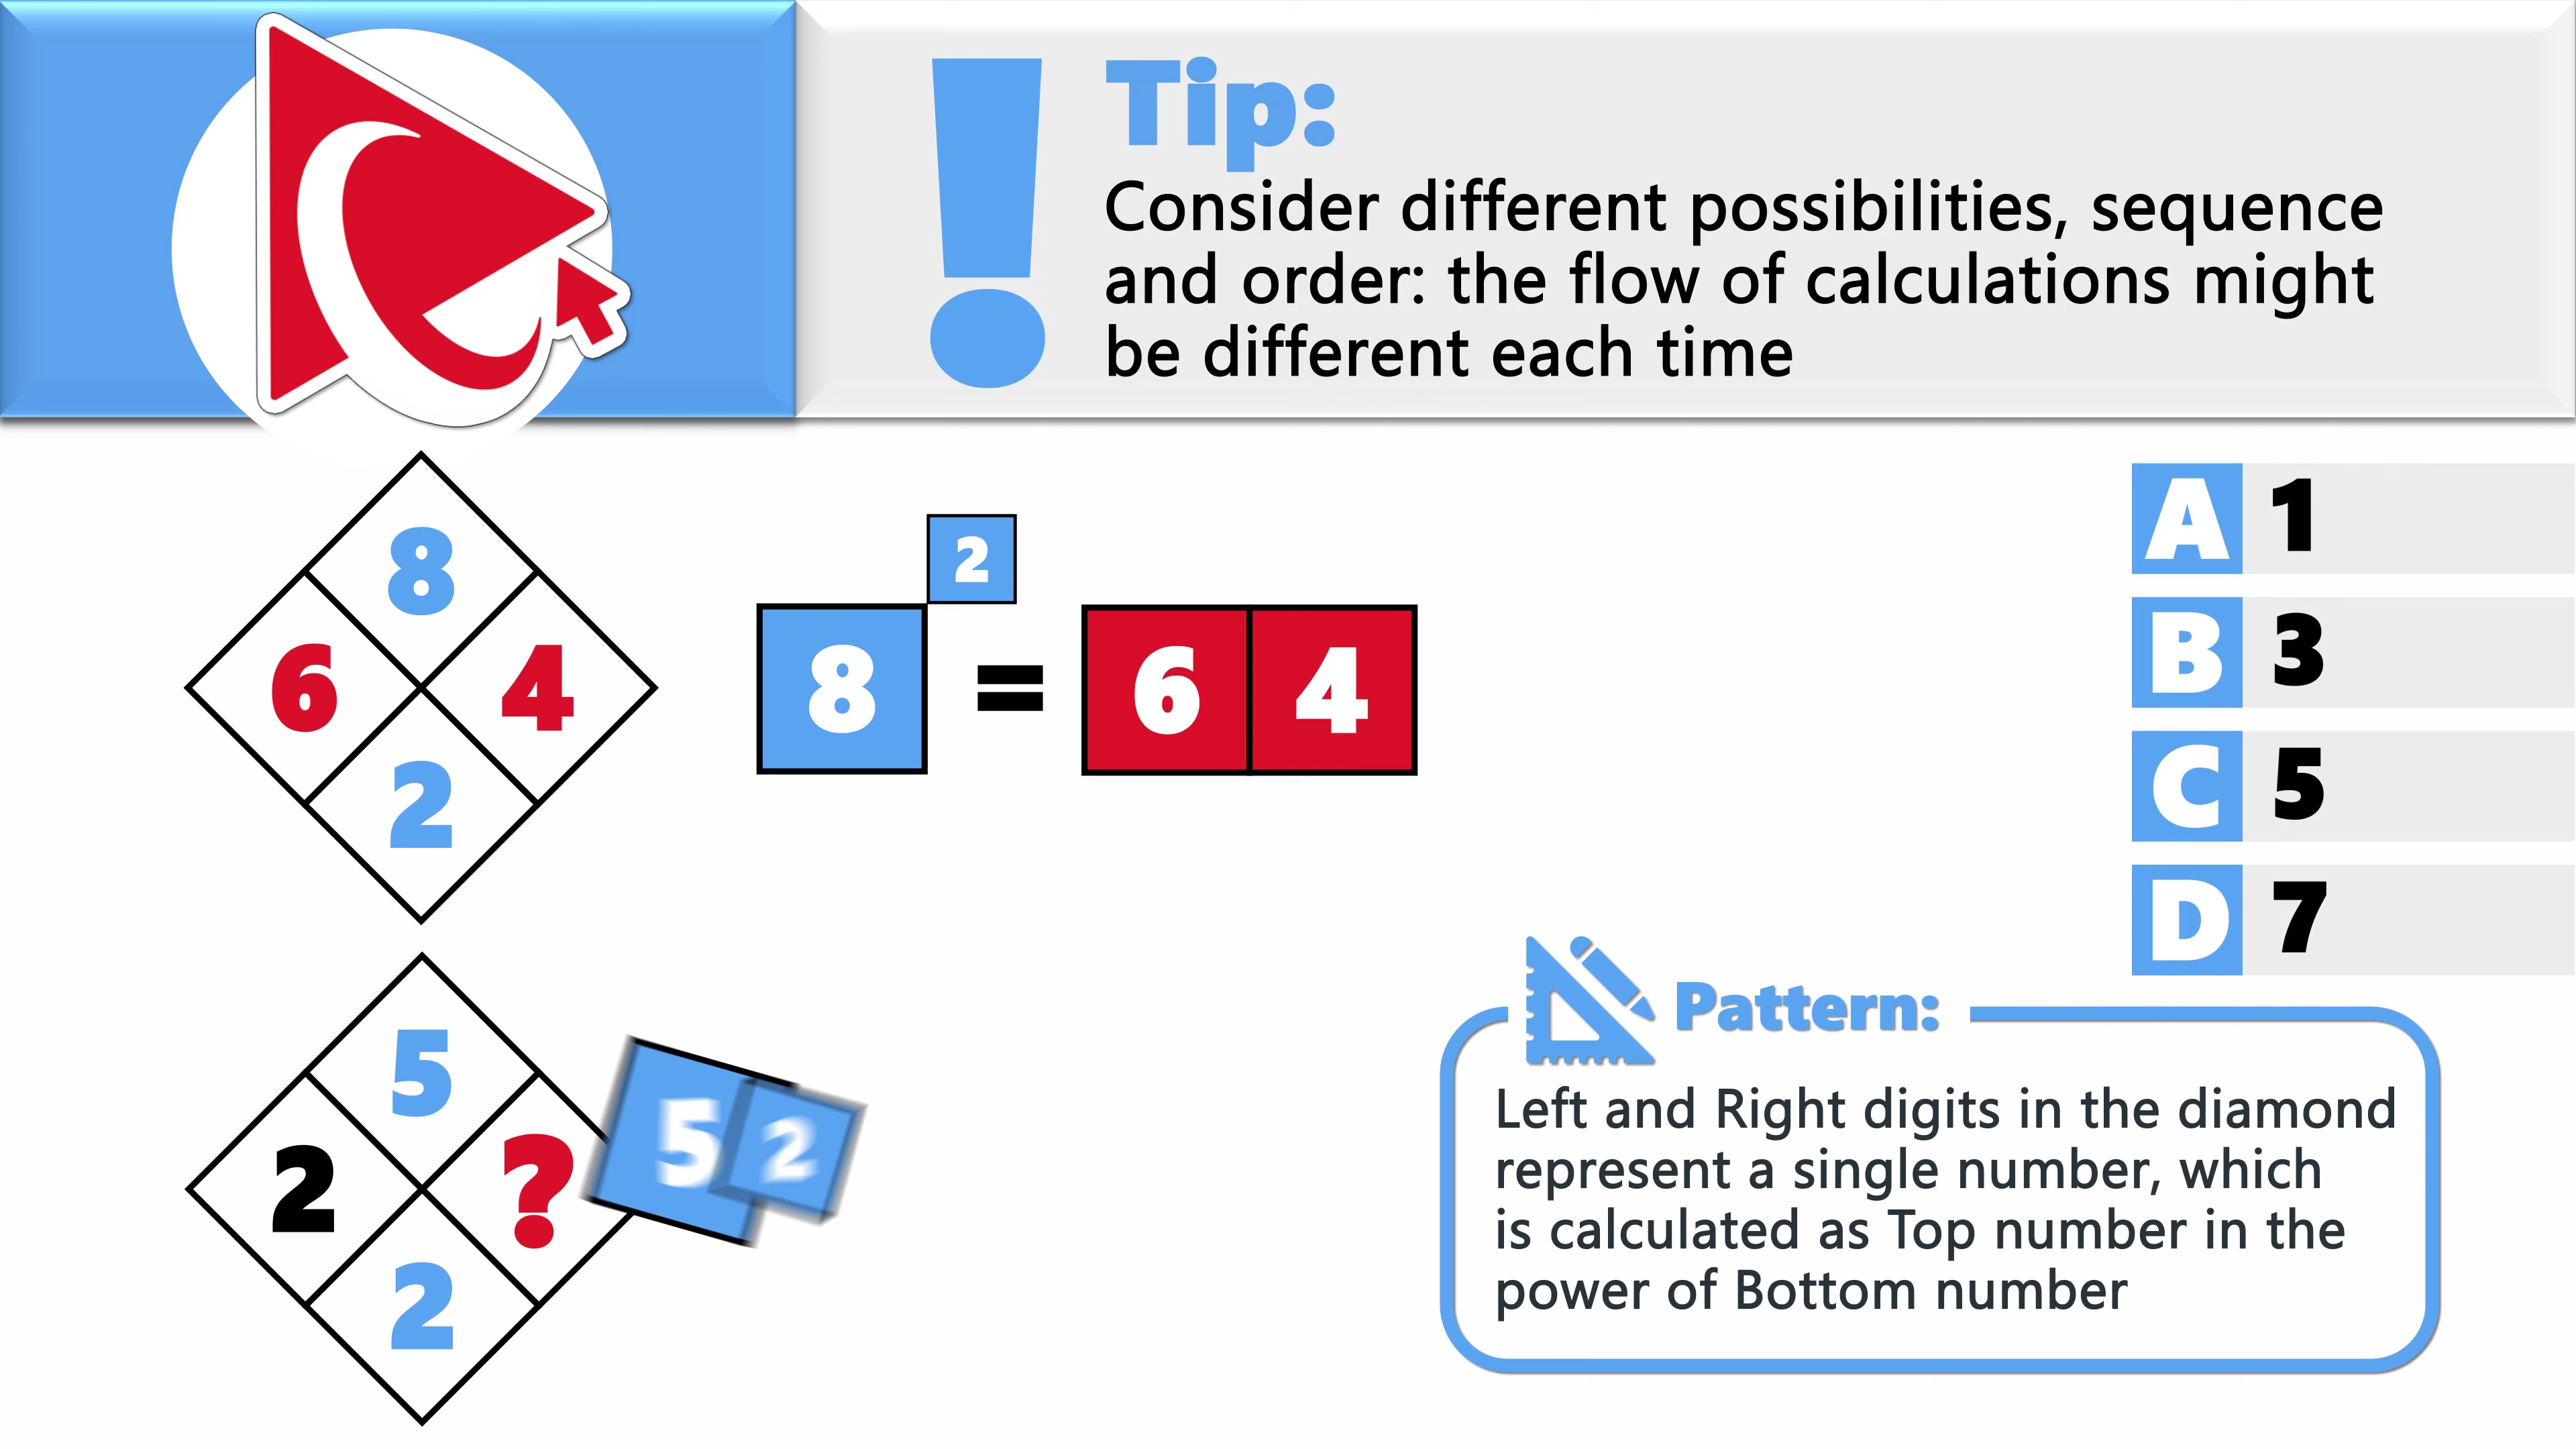 Tip:
Consider different possibilities, sequence
and order: the flow of calculations might
be different each time
8
6 4
2
8 2 = 6 4
A 1
B 3
C 5
D 7
5
2 ?
2
5 2
Pattern:
Left and Right digits in the diamond
represent a single number, which
is calculated as Top number in the
power of Bottom number